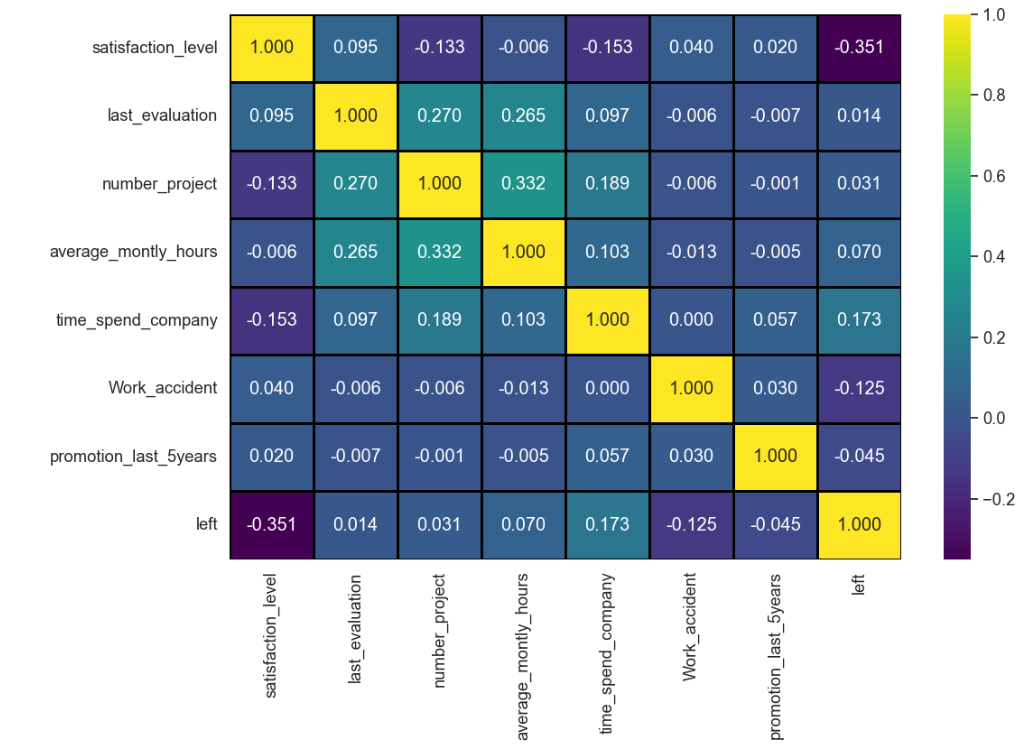 satisfaction_level 1.000 0.095 -0.133 -0.006 -0.153 0.040 0.020 -0.351
last_evaluation 0.095 1.000 0.270 0.265 0.097 -0.006 -0.007 0.014
number_project -0.133 0.270 1.000 0.332 0.189 -0.006 -0.001 0.031
average_montly_hours -0.006 0.265 0.332 1.000 0.103 -0.013 -0.005 0.070
time_spend_company -0.153 0.097 0.189 0.103 1.000 0.000 0.057 0.173
Work_accident 0.040 -0.006 -0.006 -0.013 0.000 1.000 0.030 -0.125
promotion_last_5years 0.020 -0.007 -0.001 -0.005 0.057 0.030 1.000 -0.045
left -0.351 0.014 0.031 0.070 0.173 -0.125 -0.045 1.000
satisfaction_level
last_evaluation
number_project
average_montly_hours
time_spend_company
Work_accident
promotion_last_5years
left
1.0
0.8
0.6
0.4
0.2
0.0
−0.2